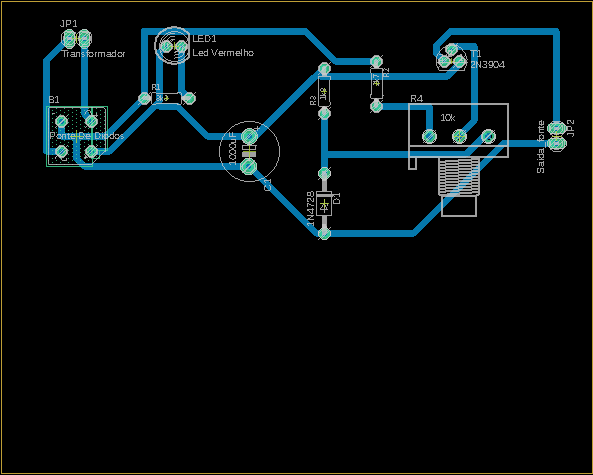 JP1
Transformador
LED1
Led Vermelho
T1
2N3904
R1
R2
R3
B1
Ponte De Diodos
R4
10k
1000uF
C1
Saida fonte
JP2
1N4728
D1